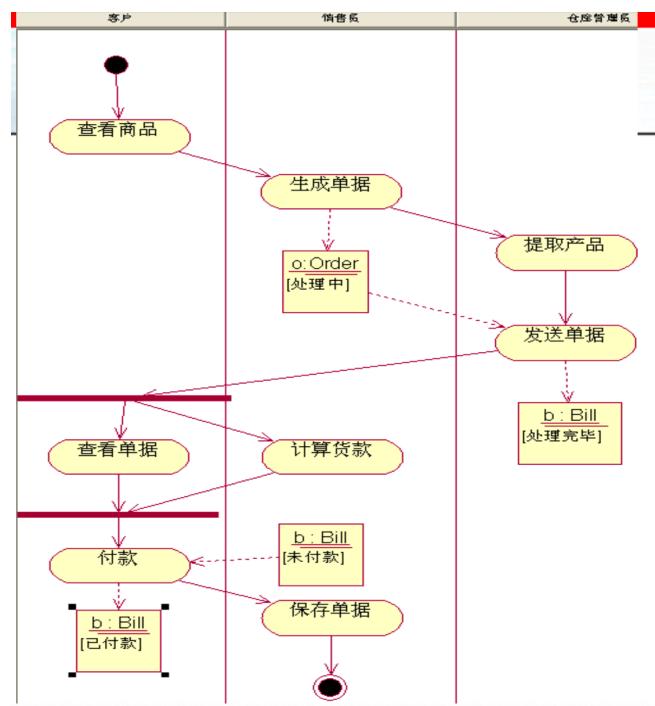 客户
销售员
仓库管理员
查看商品
生成单据
提取产品
o: Order
[处理中]
发送单据
b : Bill
[处理完毕]
查看单据
计算货款
b : Bill
[未付款]
付款
保存单据
b : Bill
[已付款]